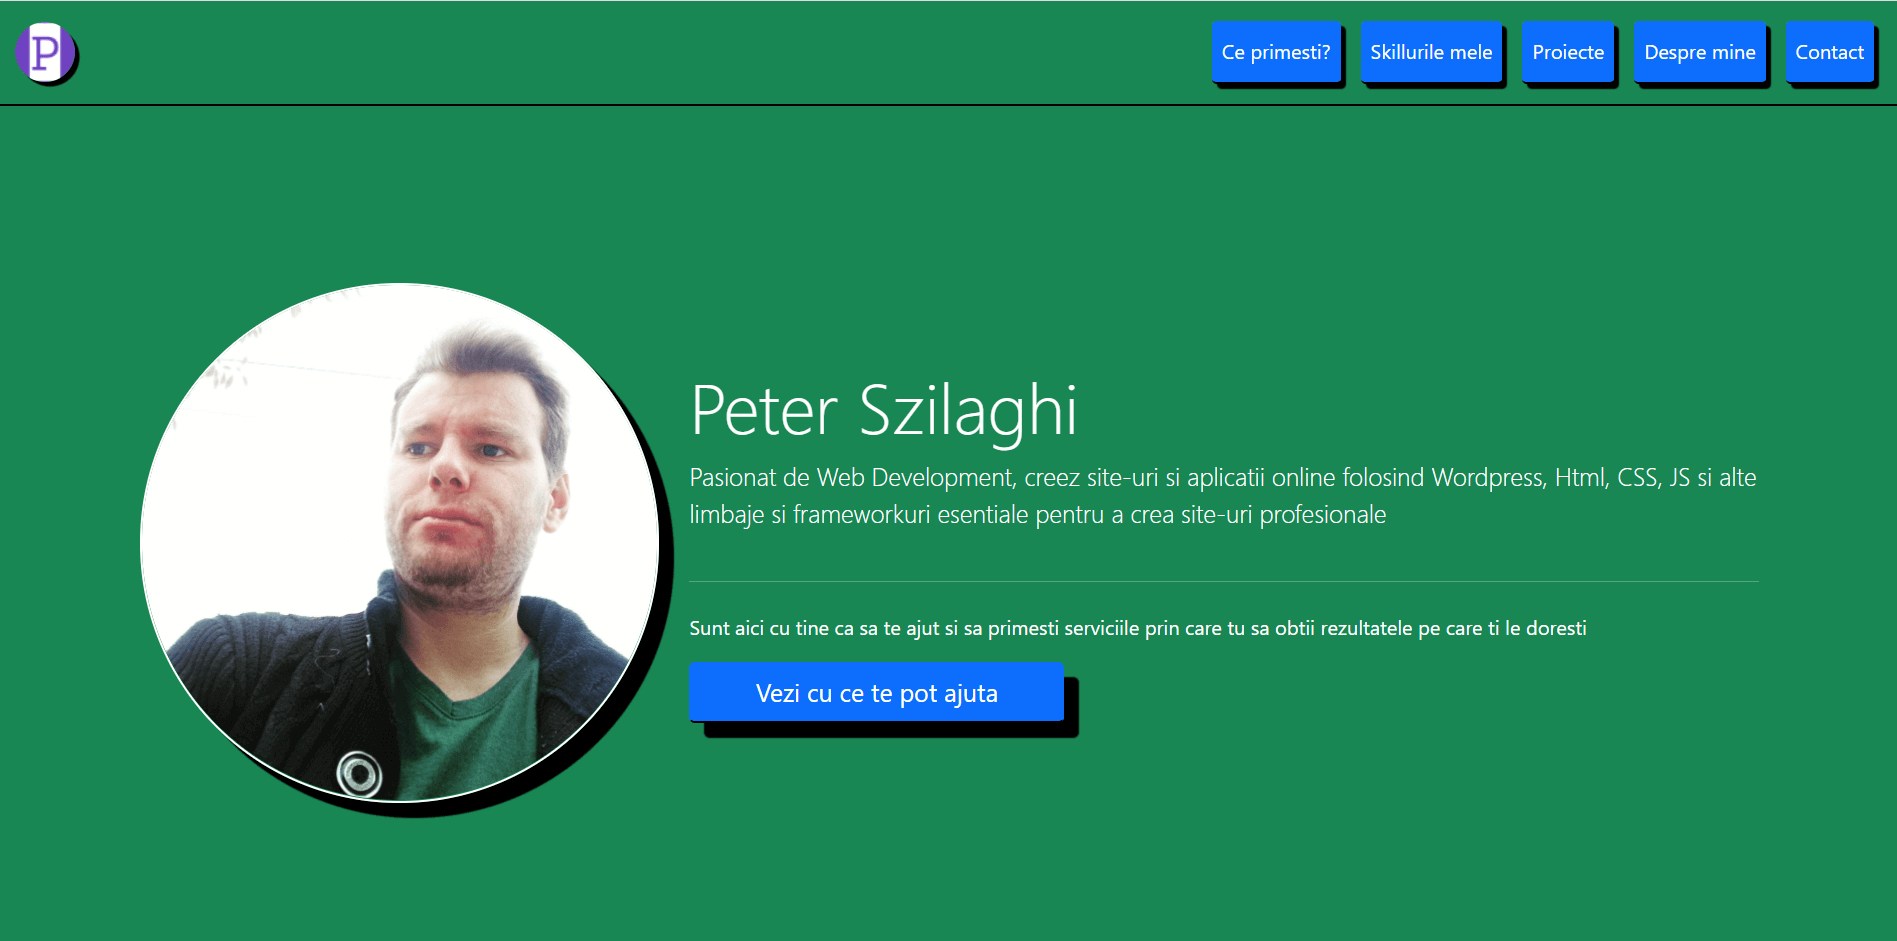 P
Ce primesti?
Skillurile mele
Proiecte
Despre mine
Contact
Peter Szilaghi
Pasionat de Web Development, creez site-uri si aplicatii online folosind Wordpress, Html, CSS, JS si alte
limbaje si frameworkuri esentiale pentru a crea site-uri profesionale
Sunt aici cu tine ca sa te ajut si sa primesti serviciile prin care tu sa obtii rezultatele pe care ti le doresti
Vezi cu ce te pot ajuta